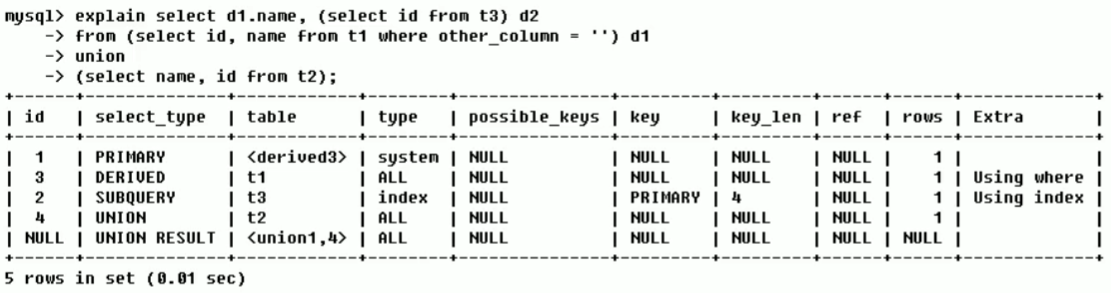 mysql> explain select d1.name, (select id from t3) d2
    -> from (select id, name from t1 where other_column = '') d1
    -> union
    -> (select name, id from t2);
+------+--------------+------------+--------+---------------+---------+---------+------+------+-------------+
| id   | select_type  | table      | type   | possible_keys | key     | key_len | ref  | rows | Extra       |
+------+--------------+------------+--------+---------------+---------+---------+------+------+-------------+
| 1    | PRIMARY      | <derived3> | system | NULL          | NULL    | NULL    | NULL | 1    |             |
| 3    | DERIVED      | t1         | ALL    | NULL          | NULL    | NULL    | NULL | 1    | Using where |
| 2    | SUBQUERY     | t3         | index  | NULL          | PRIMARY | 4       | NULL | 1    | Using index |
| 4    | UNION        | t2         | ALL    | NULL          | NULL    | NULL    | NULL | 1    |             |
| NULL | UNION RESULT | <union1,4> | ALL    | NULL          | NULL    | NULL    | NULL | NULL |             |
+------+--------------+------------+--------+---------------+---------+---------+------+------+-------------+
5 rows in set (0.01 sec)